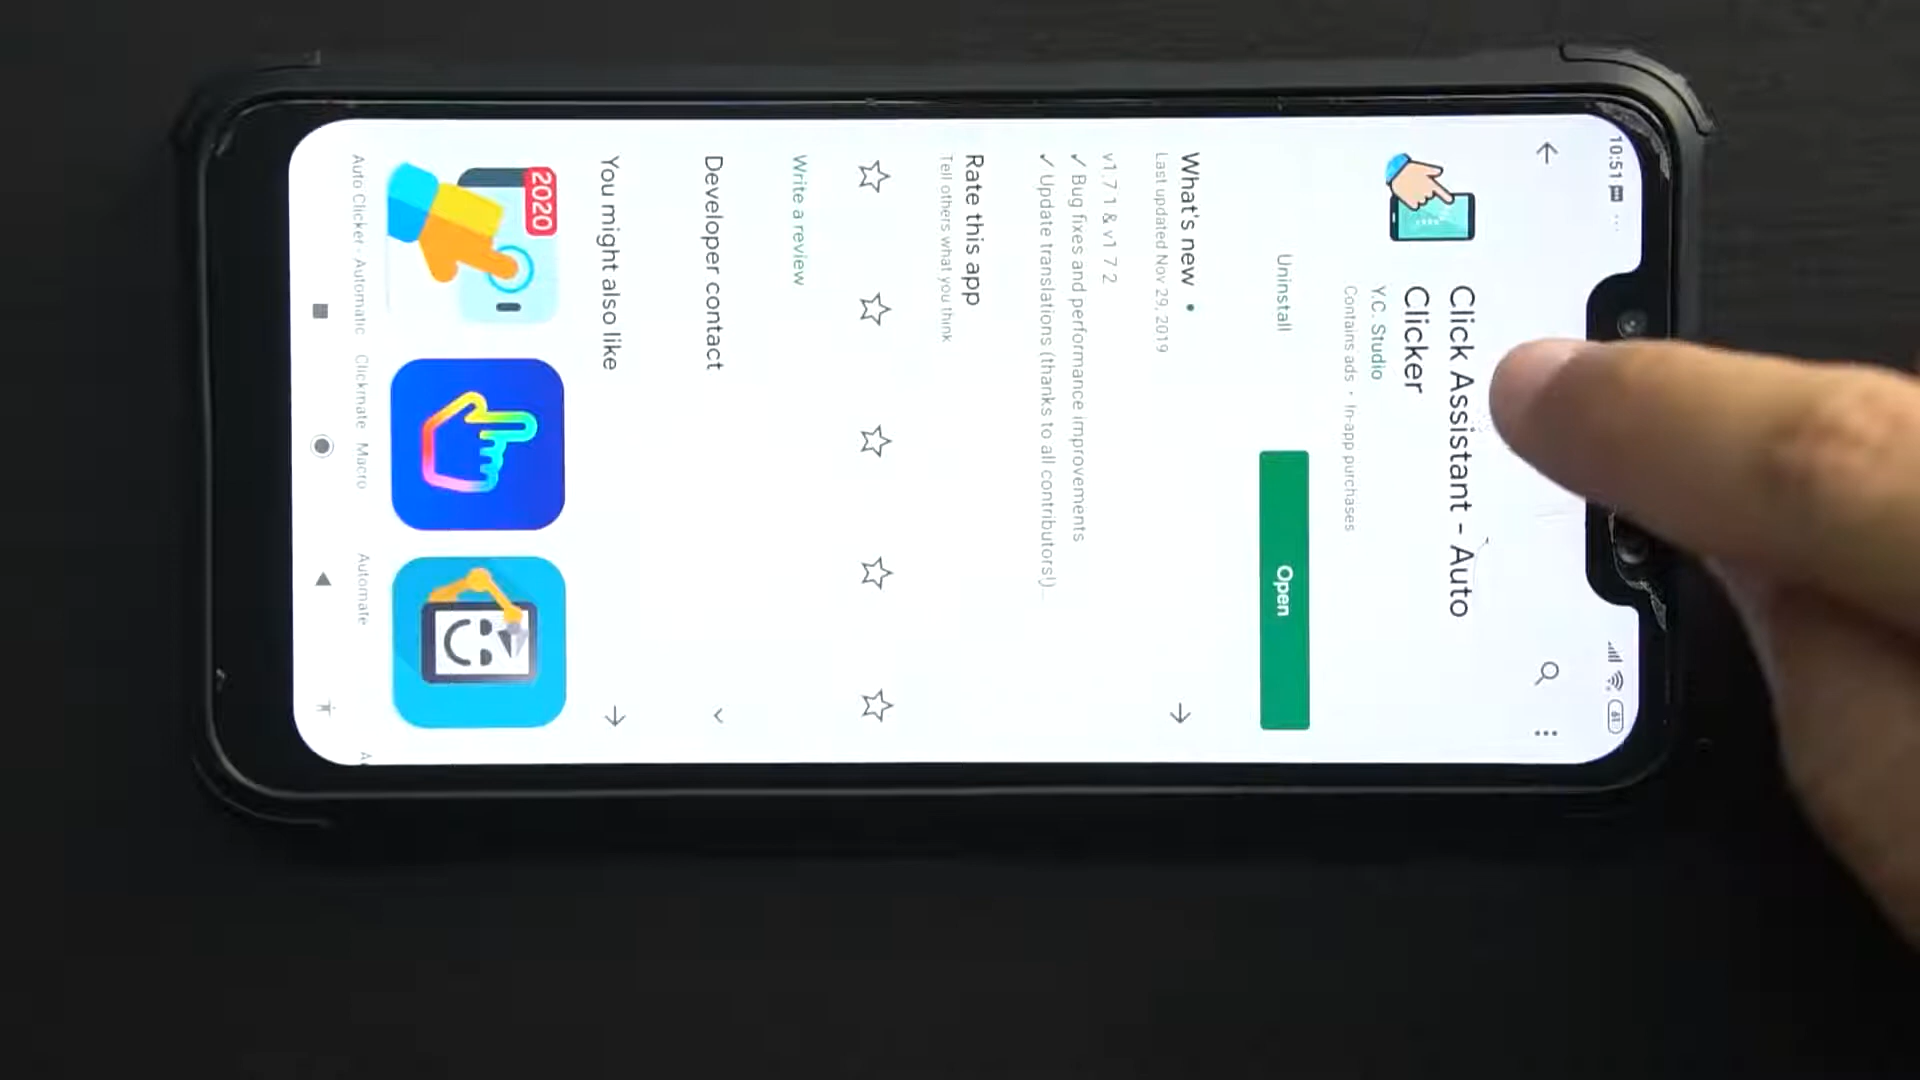 10:51
61
Click Assistant - Auto
Clicker
Y.C. Studio
Contains ads • In-app purchases
Uninstall
Open
What's new •
Last updated Nov 29, 2019
v1.7.1 & v1.7.2
✓ Bug fixes and performance improvements
✓ Update translations (thanks to all contributors!)...
Rate this app
Tell others what you think
Write a review
Developer contact
You might also like
2020
Auto Clicker - Automatic
Clickmate Macro
Automate